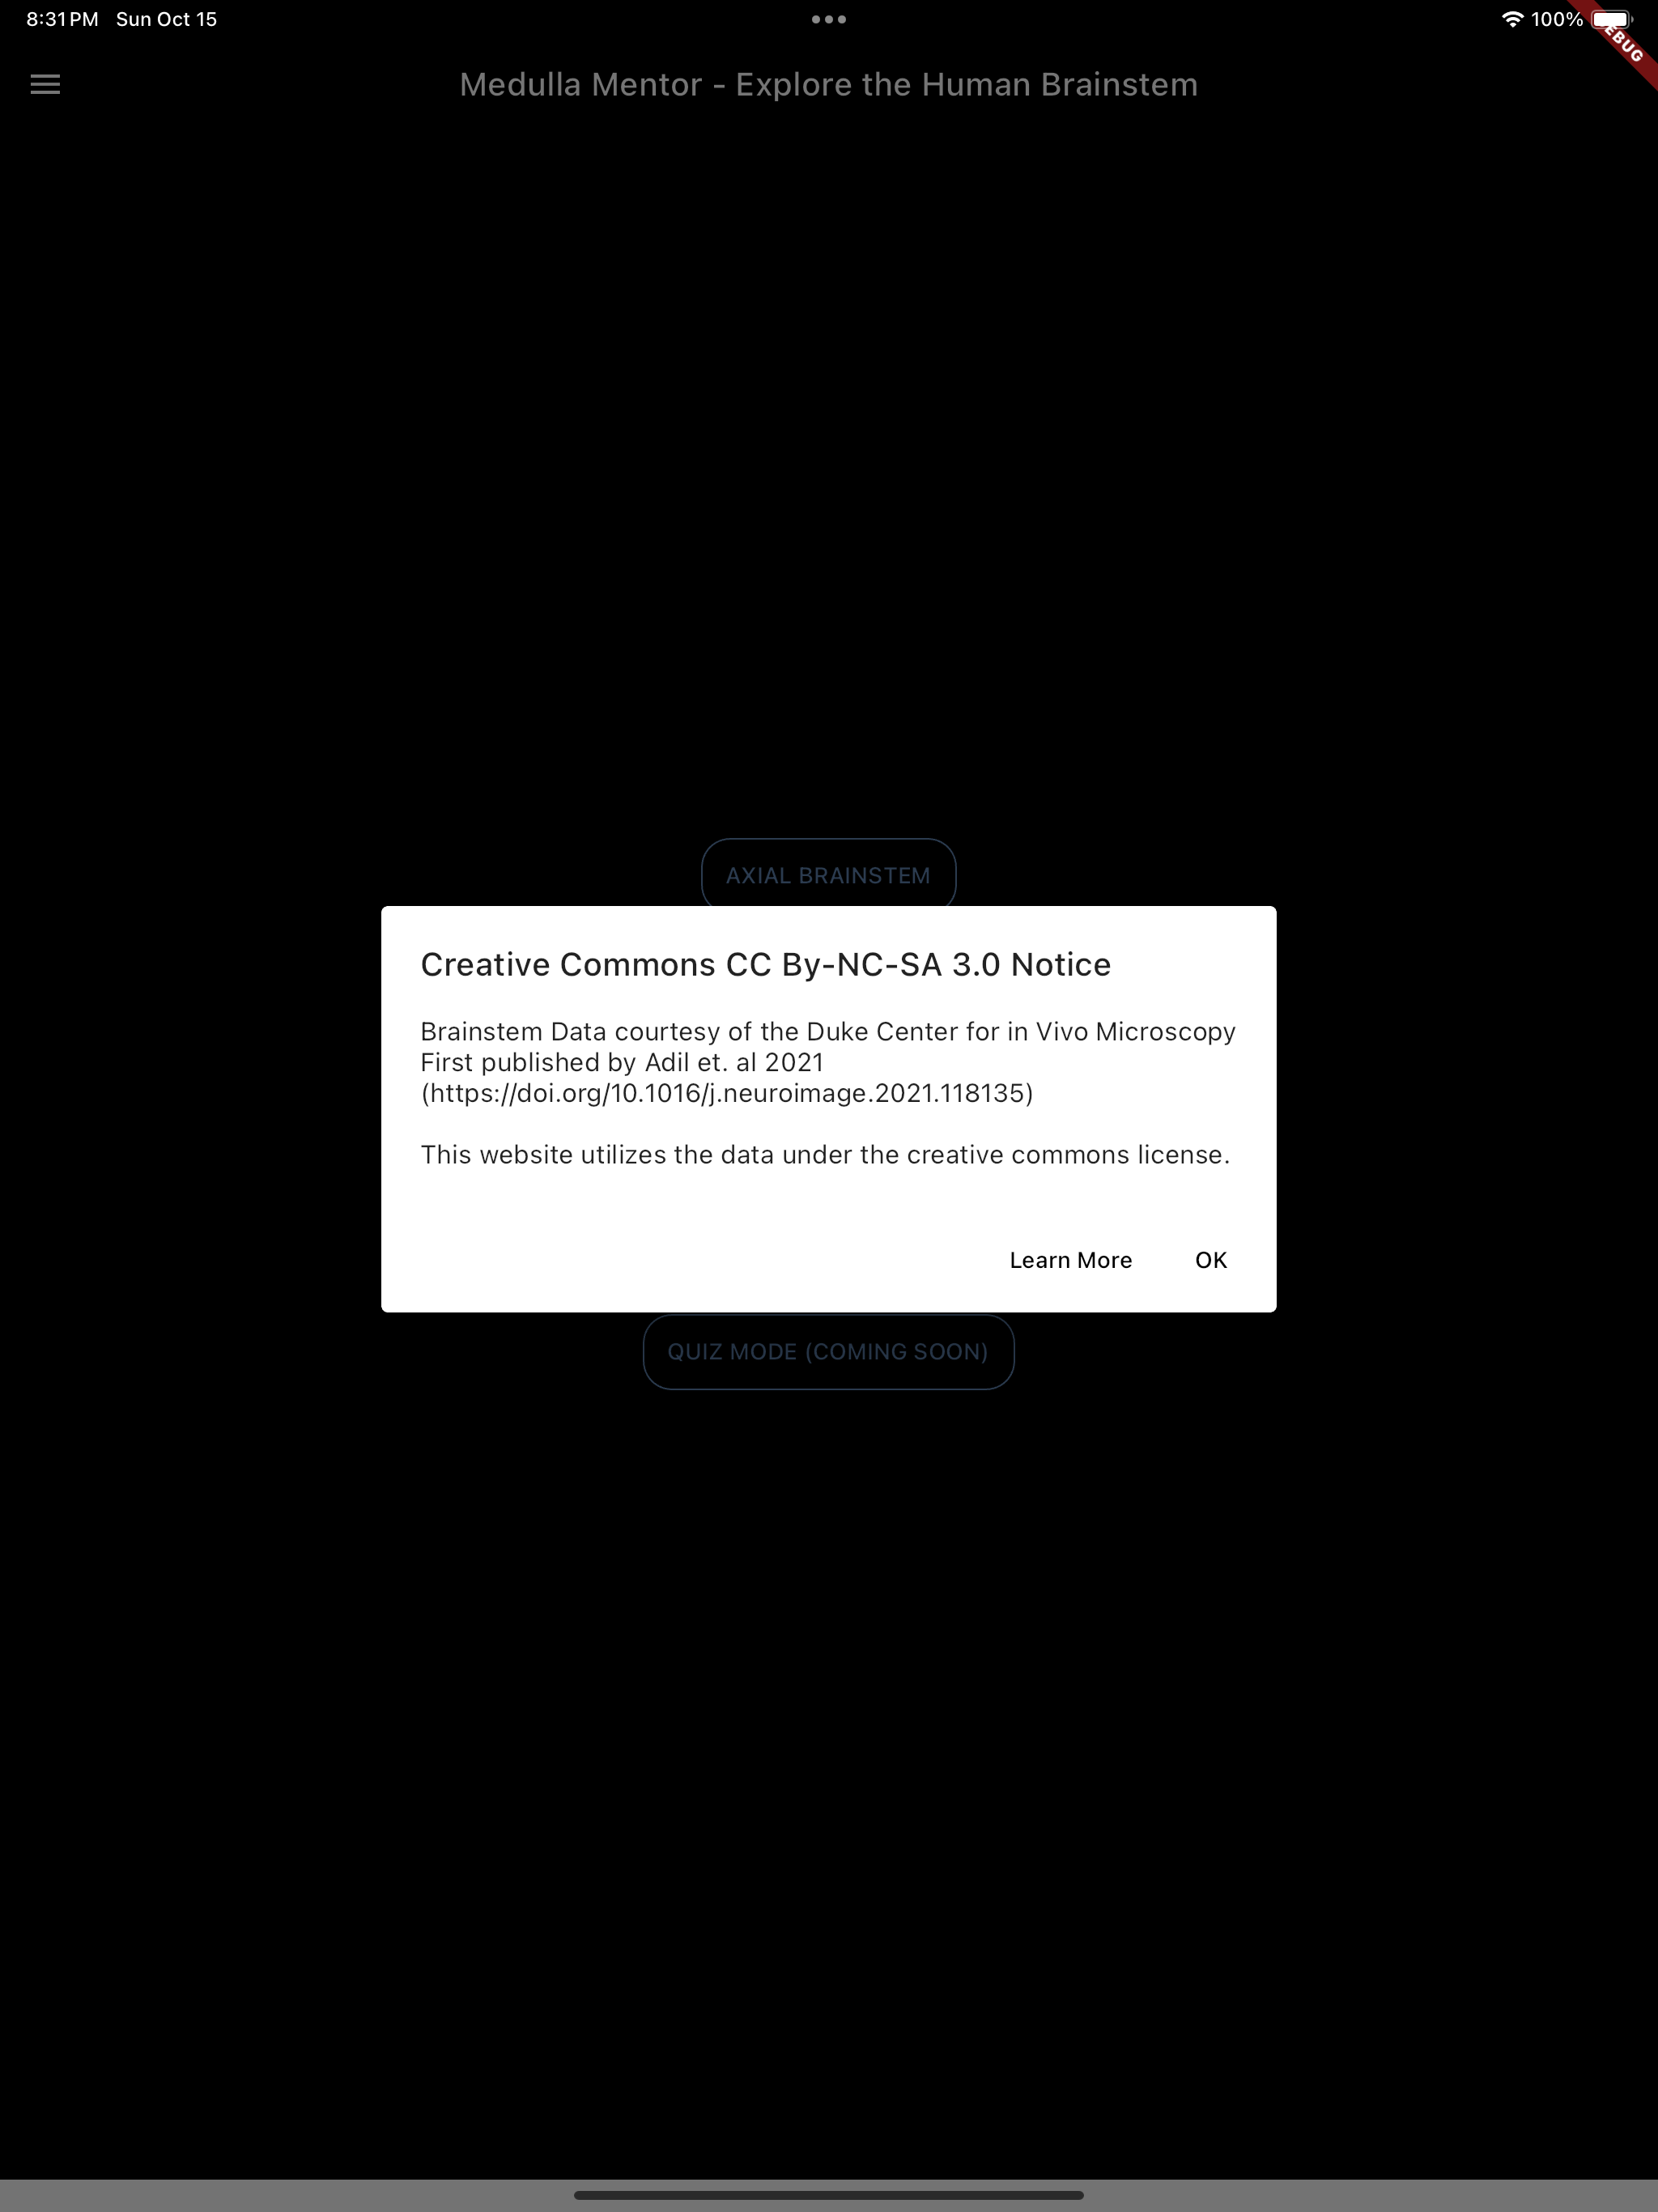 8:31 PM Sun Oct 15
100%
EBUG
Medulla Mentor - Explore the Human Brainstem
AXIAL BRAINSTEM
Creative Commons CC By-NC-SA 3.0 Notice
Brainstem Data courtesy of the Duke Center for in Vivo Microscopy
First published by Adil et. al 2021
(https://doi.org/10.1016/j.neuroimage.2021.118135)
This website utilizes the data under the creative commons license.
Learn More OK
QUIZ MODE (COMING SOON)